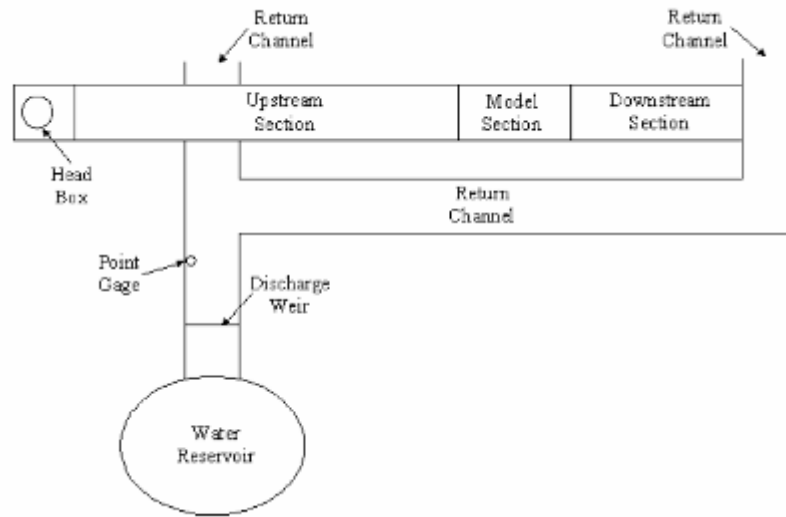 Return
Channel
Return
Channel
Upstream
Section
Model
Section
Downstream
Section
Head
Box
Return
Channel
Point
Gage
Discharge
Weir
Water
Reservoir